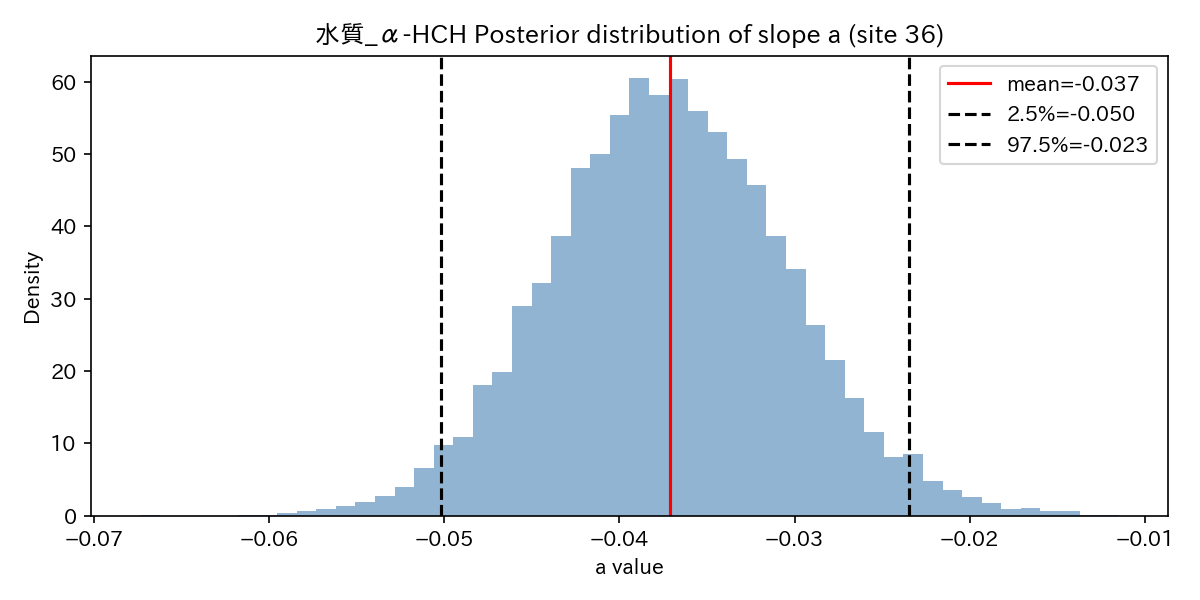 水質_α-HCH Posterior distribution of slope a (site 36)
mean=-0.037
2.5%=-0.050
97.5%=-0.023
Density
60
50
40
30
20
10
0
−0.07 −0.06 −0.05 −0.04 −0.03 −0.02 −0.01
a value